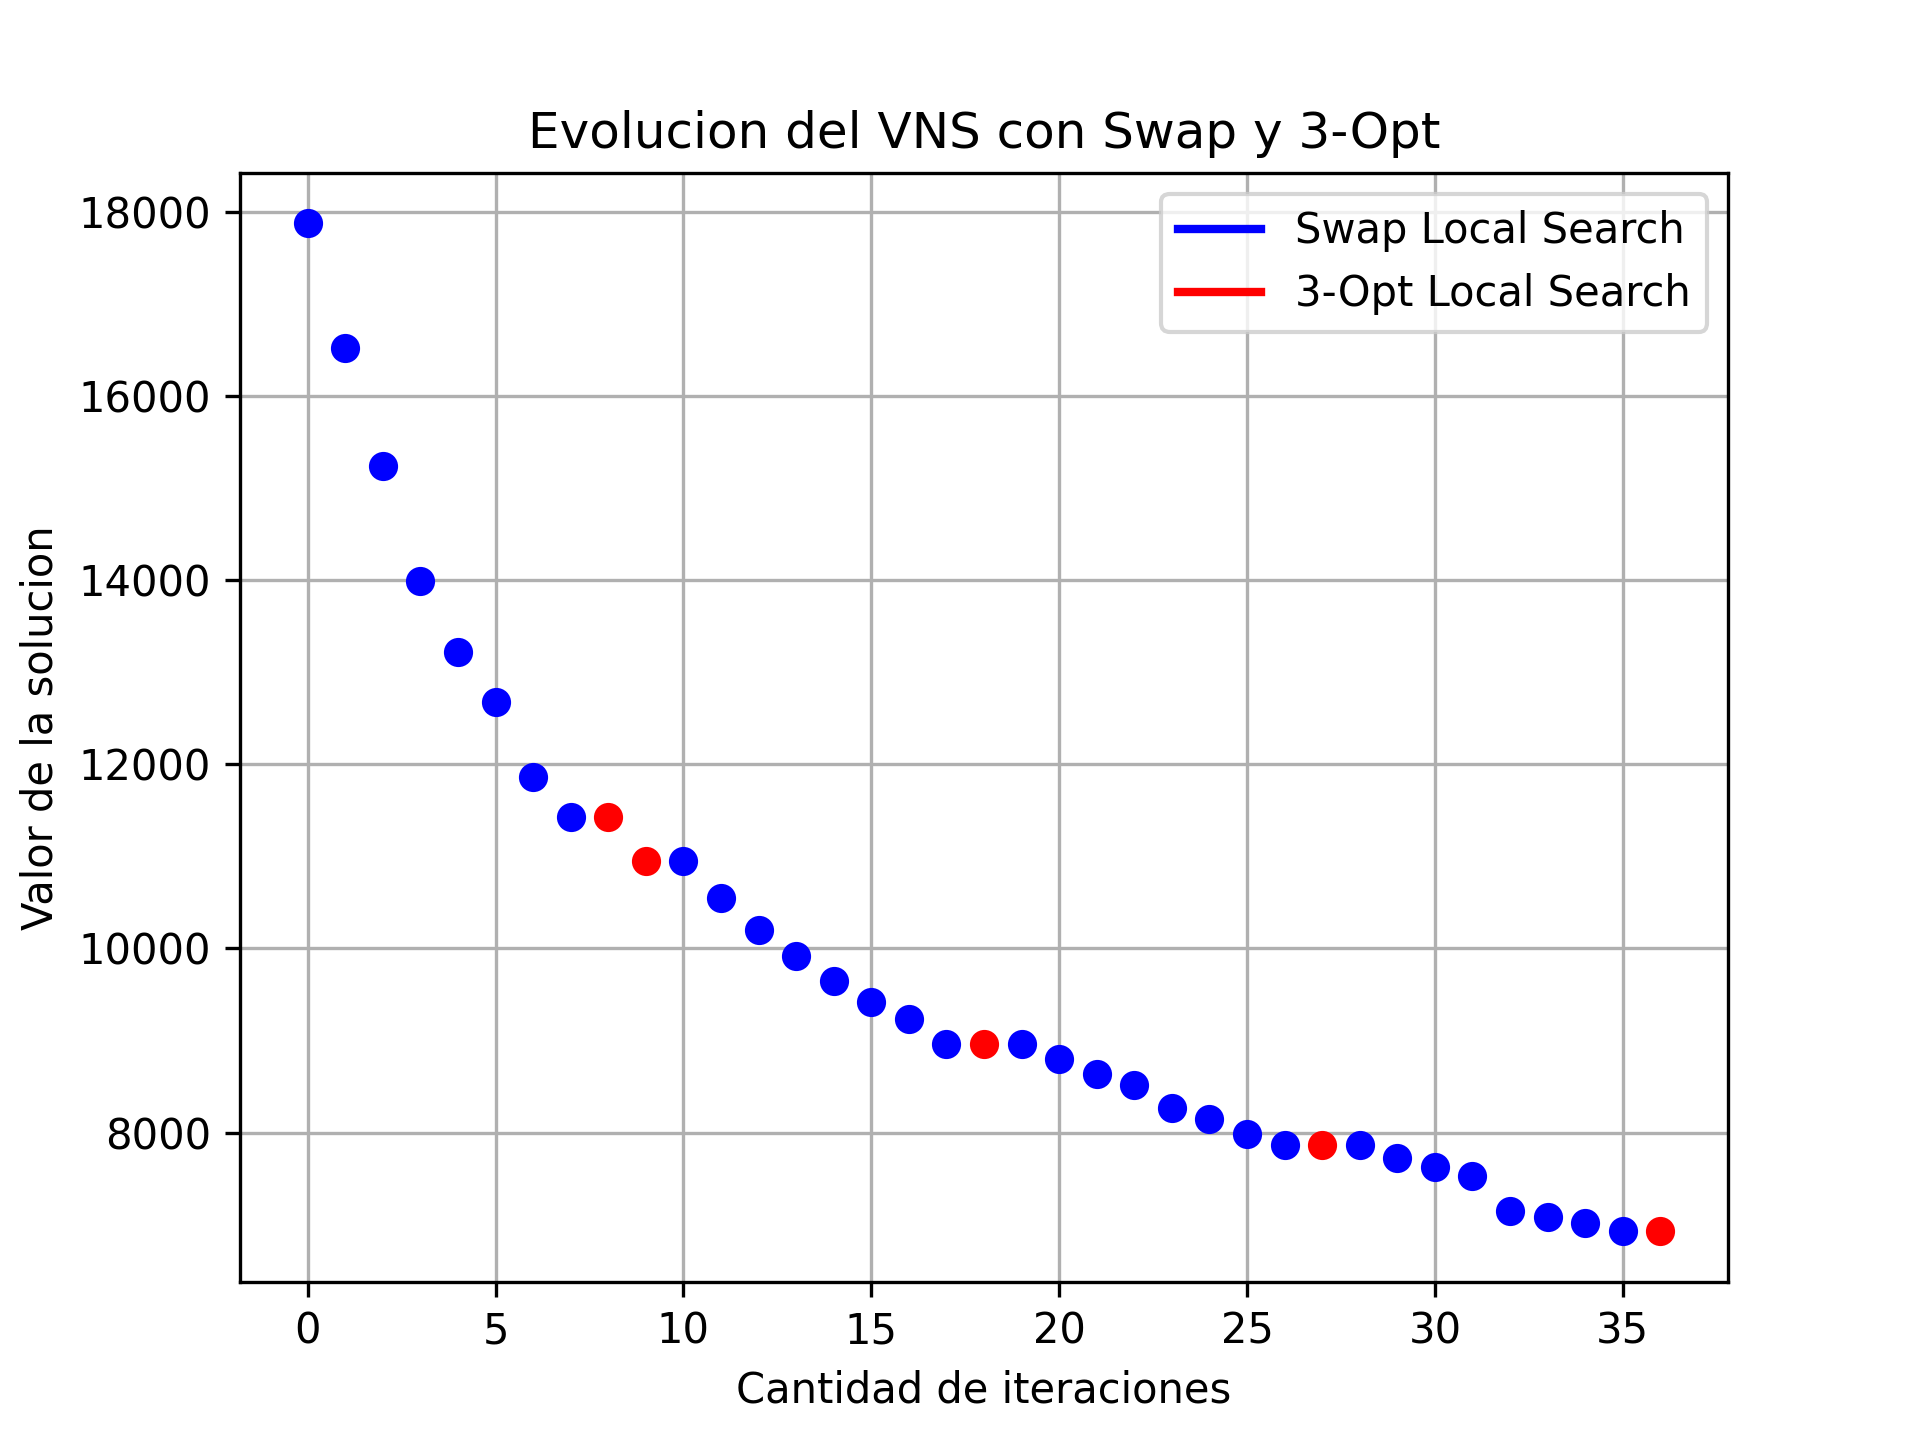 Evolucion del VNS con Swap y 3-Opt
Swap Local Search
3-Opt Local Search
Valor de la solucion
18000
16000
14000
12000
10000
8000
0 5 10 15 20 25 30 35
Cantidad de iteraciones